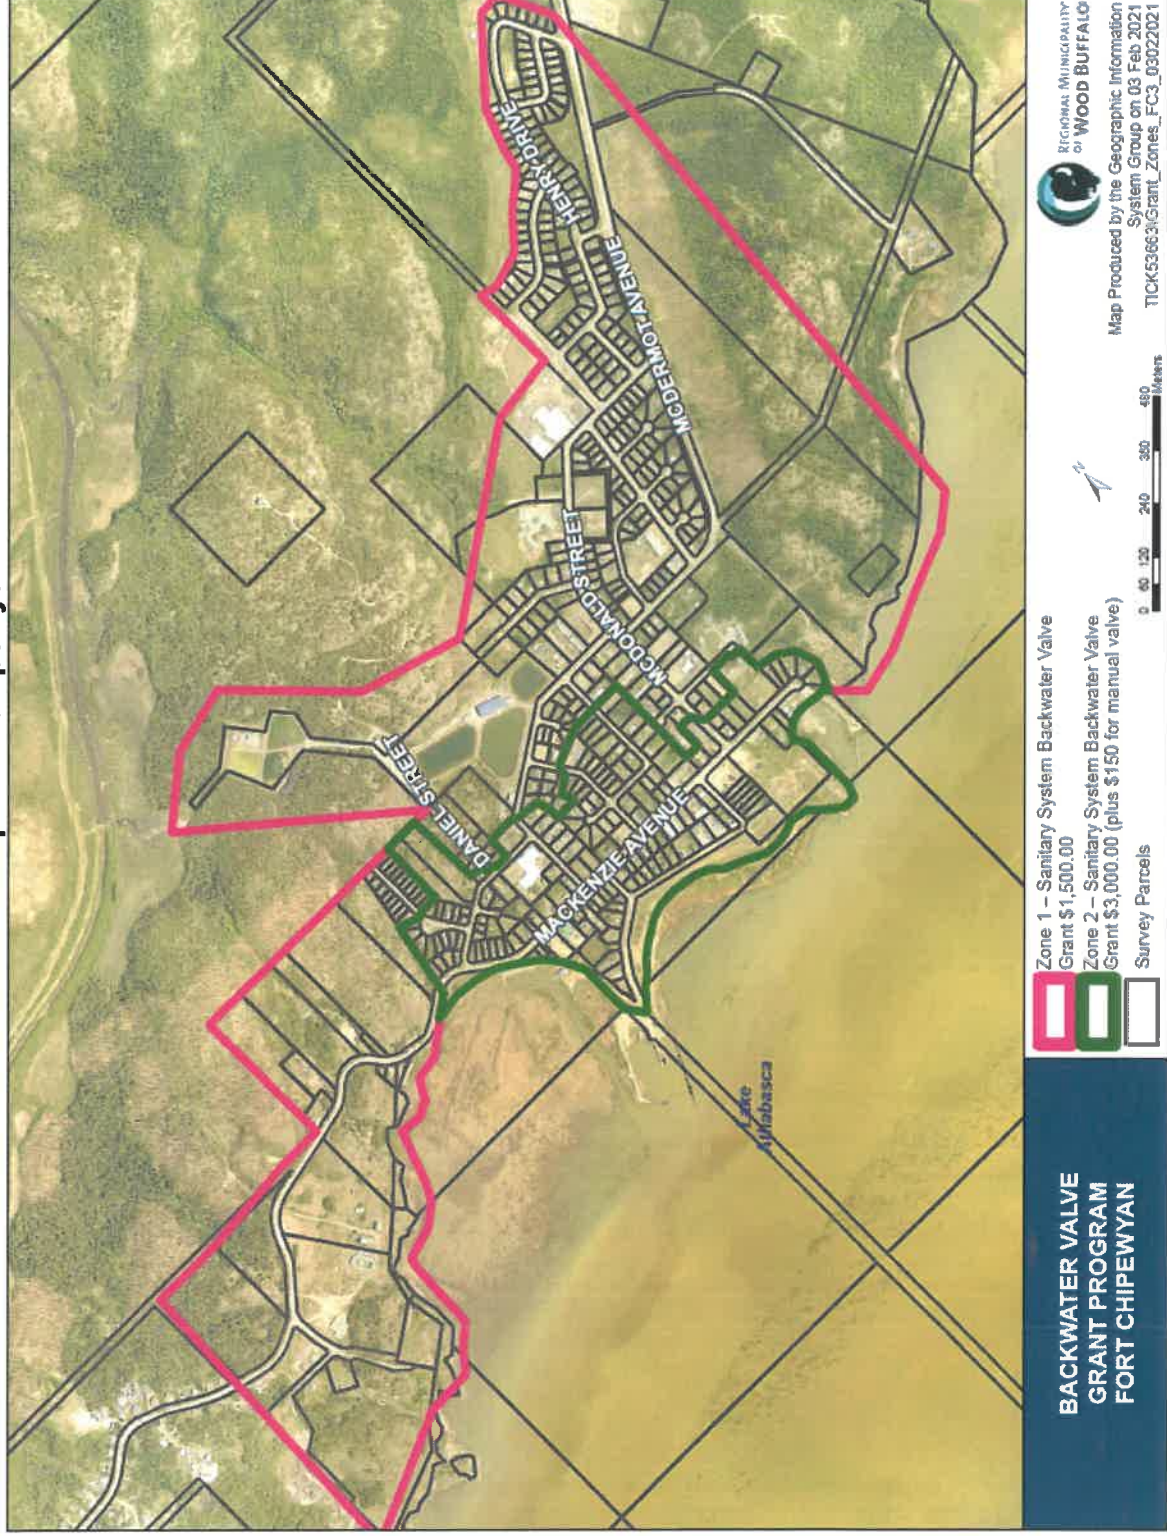 HENRY DRIVE
MCDERMOT AVENUE
MCDONALD STREET
DANIEL STREET
MACKENZIE AVENUE
Lake
Athabasca
BACKWATER VALVE
GRANT PROGRAM
FORT CHIPEWYAN
Zone 1 – Sanitary System Backwater Valve
Grant $1,500.00
Zone 2 – Sanitary System Backwater Valve
Grant $3,000.00 (plus $150 for manual valve)
Survey Parcels
N
0 60 120 240 360 480
Meters
REGIONAL MUNICIPALITY
OF WOOD BUFFALO
Map Produced by the Geographic Information
System Group on 03 Feb 2021
TICK53663\Grant_Zones_FC3_03022021